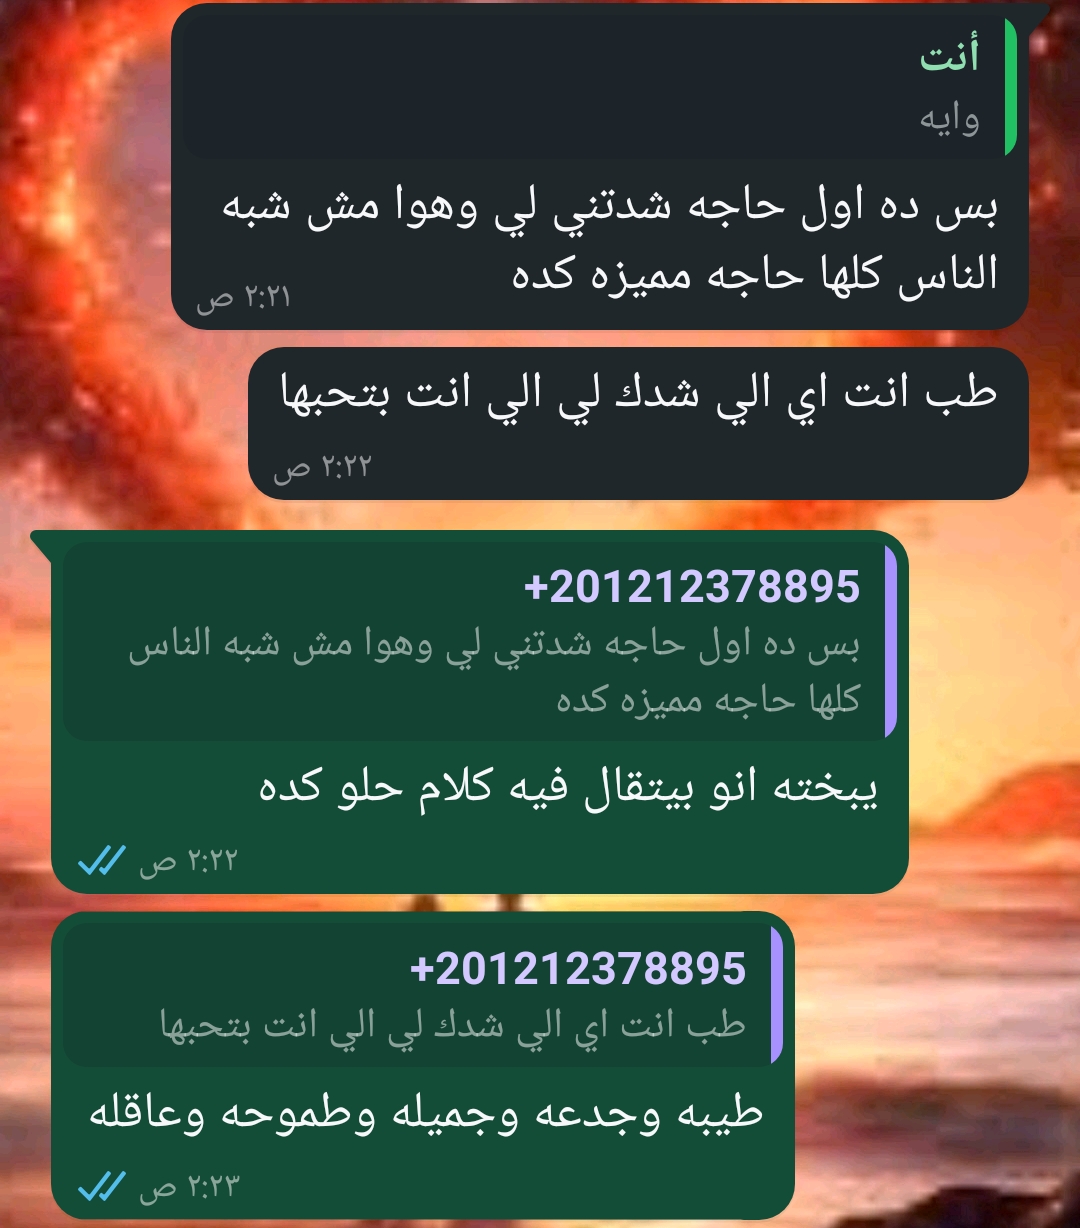 أنت
وايه
بس ده اول حاجه شدتني لي وهوا مش شبه
الناس كلها حاجه مميزه كده
٢:٢١ ص
طب انت اي الي شدك لي الي انت بتحبها
٢:٢٢ ص
+201212378895
بس ده اول حاجه شدتني لي وهوا مش شبه الناس
كلها حاجه مميزه كده
يبخته انو بيتقال فيه كلام حلو كده
٢:٢٢ ص
+201212378895
طب انت اي الي شدك لي الي انت بتحبها
طيبه وجدعه وجميله وطموحه وعاقله
٢:٢٣ ص